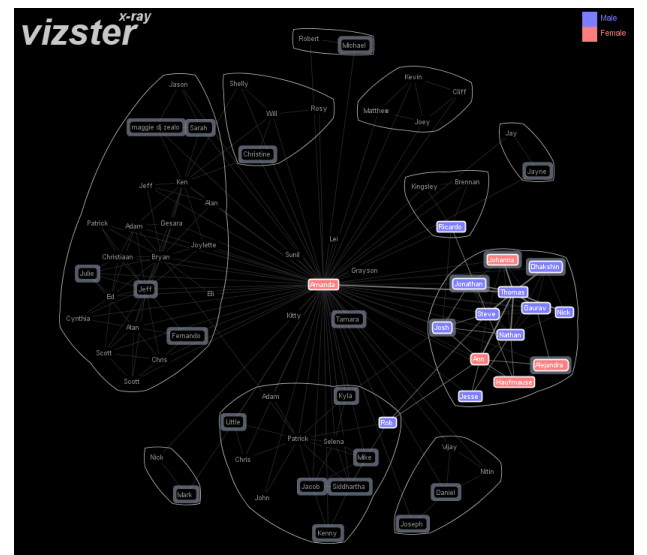 x-ray
vizster
Male
Female
Robert
Michael
Kevin
Cliff
Matthew
Joey
Shelly
Will
Rosy
Christine
Jason
maggie dj zealo
Sarah
Jay
Jayne
Kingsley
Brennan
Ricardo
Jeff
Ken
Alan
Patrick
Adam
Gesara
Joylette
Christiaan
Bryan
Julie
Jeff
Ed
Eli
Cynthia
Alan
Fernando
Scott
Chris
Scott
Lei
Sunil
Grayson
Amanda
Kitty
Tamara
Johanna
Dhakshin
Jonathan
Thomas
Gaurav
Nick
Steve
Josh
Nathan
Ann
Alejandra
Haufmause
Jesse
Adam
Kyla
Little
Rob
Patrick
Selena
Chris
Mike
Jacob
Siddhartha
John
Kenny
Nick
Mark
Vijay
Nitin
Daniel
Joseph